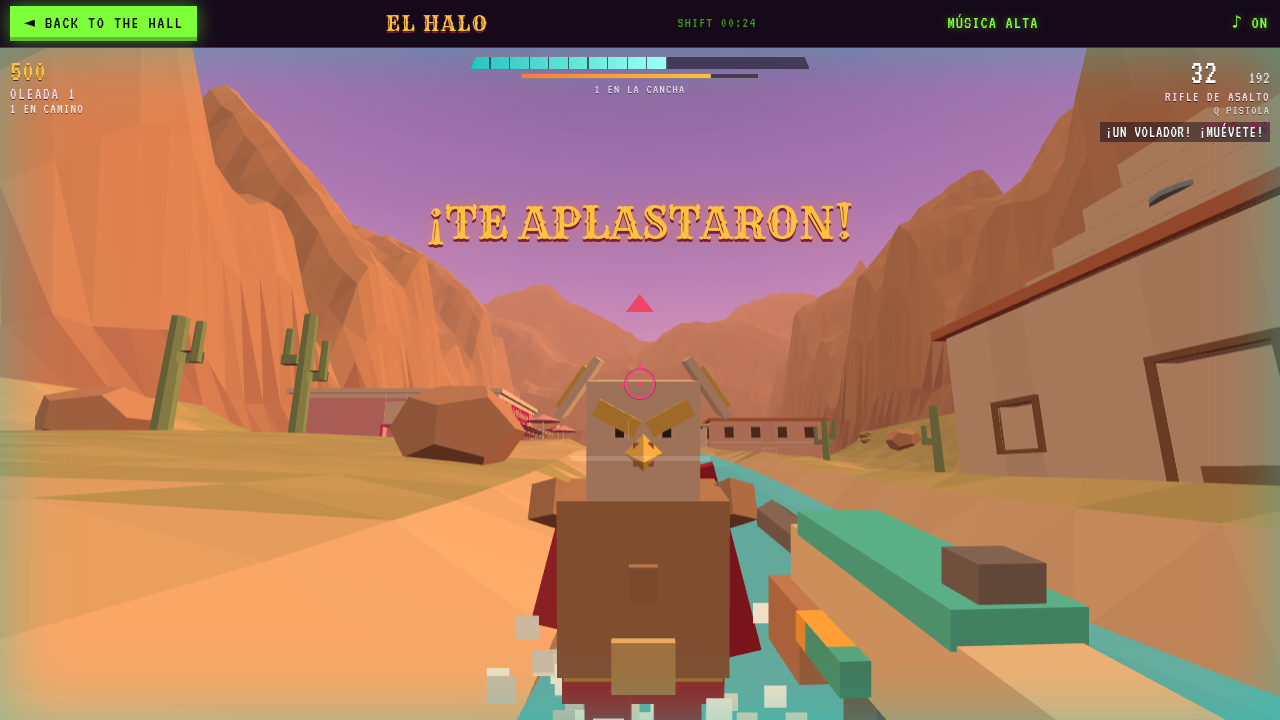 ◄ BACK TO THE HALL
EL HALO
SHIFT 00:24
MÚSICA ALTA
♪ ON
500
OLEADA 1
1 EN CAMINO
1 EN LA CANCHA
32 192
RIFLE DE ASALTO
Q PISTOLA
¡UN VOLADOR! ¡MUÉVETE!
¡TE APLASTARON!